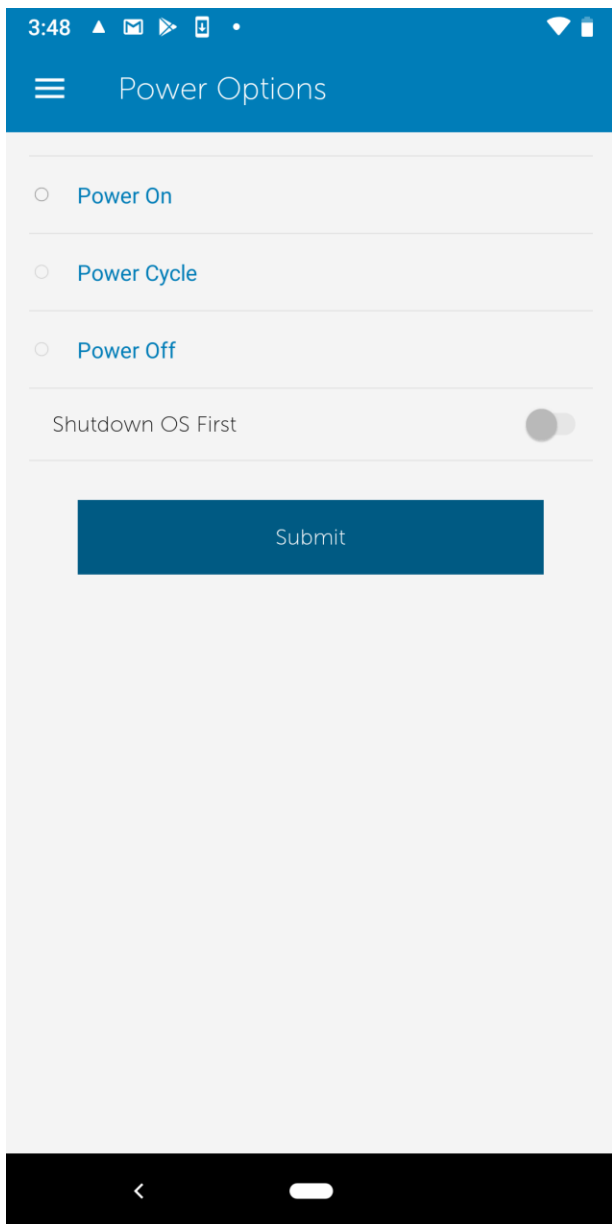 3:48
Power Options
Power On
Power Cycle
Power Off
Shutdown OS First
Submit